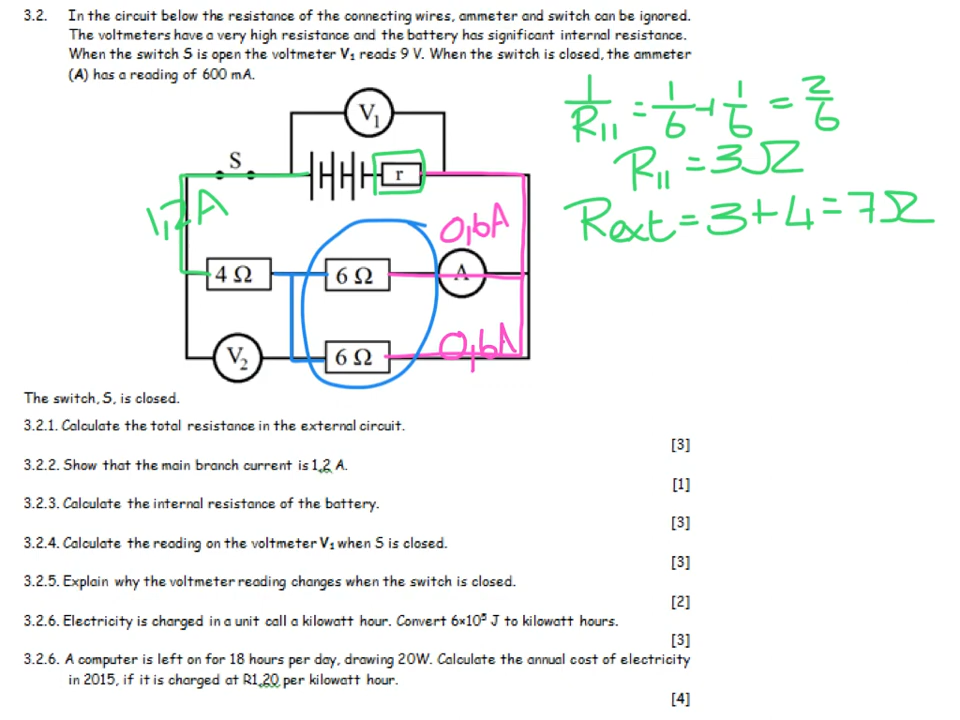 3.2. In the circuit below the resistance of the connecting wires, ammeter and switch can be ignored.
The voltmeters have a very high resistance and the battery has significant internal resistance.
When the switch S is open the voltmeter V₁ reads 9 V. When the switch is closed, the ammeter
(A) has a reading of 600 mA.
V₁
S
r
1,2A
0,6A
4 Ω
6 Ω
A
V₂
6 Ω
0,6A
1/R₁₁ = 1/6 + 1/6 = 2/6
R₁₁ = 3Ω
Rext = 3 + 4 = 7Ω
The switch, S, is closed.
3.2.1. Calculate the total resistance in the external circuit.
[3]
3.2.2. Show that the main branch current is 1,2 A.
[1]
3.2.3. Calculate the internal resistance of the battery.
[3]
3.2.4. Calculate the reading on the voltmeter V₁ when S is closed.
[3]
3.2.5. Explain why the voltmeter reading changes when the switch is closed.
[2]
3.2.6. Electricity is charged in a unit call a kilowatt hour. Convert 6×10⁵ J to kilowatt hours.
[3]
3.2.6. A computer is left on for 18 hours per day, drawing 20W. Calculate the annual cost of electricity
in 2015, if it is charged at R1,20 per kilowatt hour.
[4]